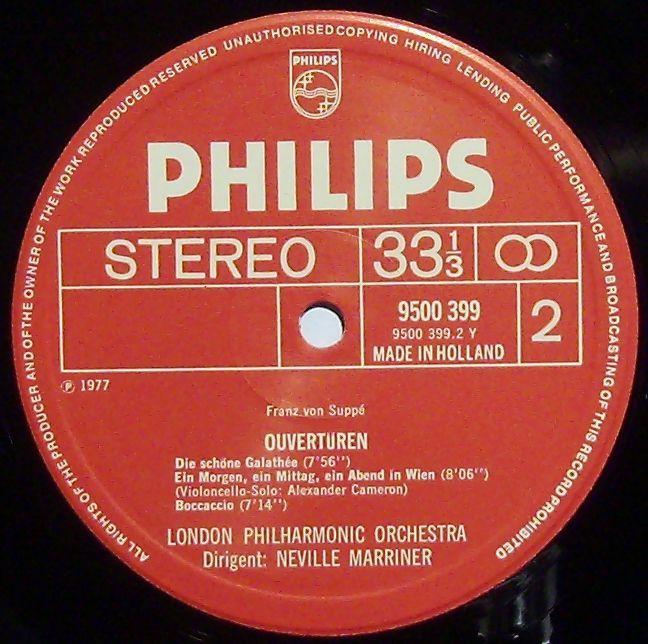 ALL RIGHTS OF THE PRODUCER AND OF THE OWNER OF THE WORK REPRODUCED RESERVED UNAUTHORISED COPYING HIRING LENDING PUBLIC PERFORMANCE AND BROADCASTING OF THIS RECORD PROHIBITED
PHILIPS
PHILIPS
STEREO 33 1/3
9500 399
9500 399.2 Y
MADE IN HOLLAND
2
Ⓟ 1977
Franz von Suppé
OUVERTUREN
Die schöne Galathée (7'56'')
Ein Morgen, ein Mittag, ein Abend in Wien (8'06'')
(Violoncello-Solo: Alexander Cameron)
Boccaccio (7'14'')
LONDON PHILHARMONIC ORCHESTRA
Dirigent: NEVILLE MARRINER